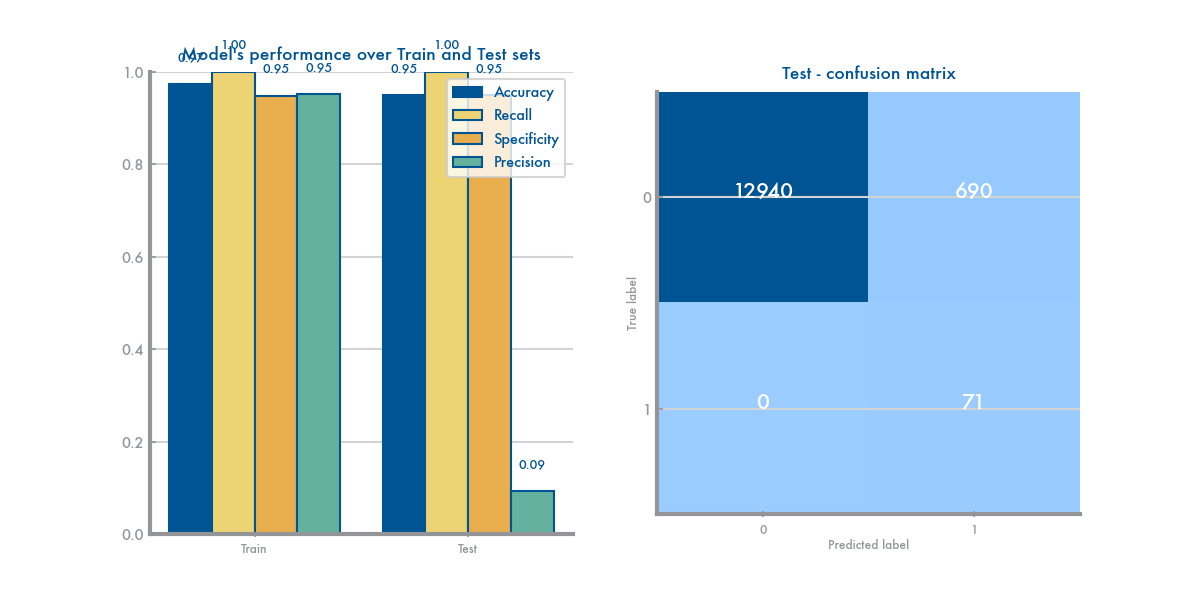 Model's performance over Train and Test sets
0.97
1.00
0.95
0.95
0.95
1.00
0.95
0.09
1.0
0.8
0.6
0.4
0.2
0.0
Accuracy
Recall
Specificity
Precision
Train
Test
Test - confusion matrix
12940
690
0
71
0
1
True label
0
1
Predicted label